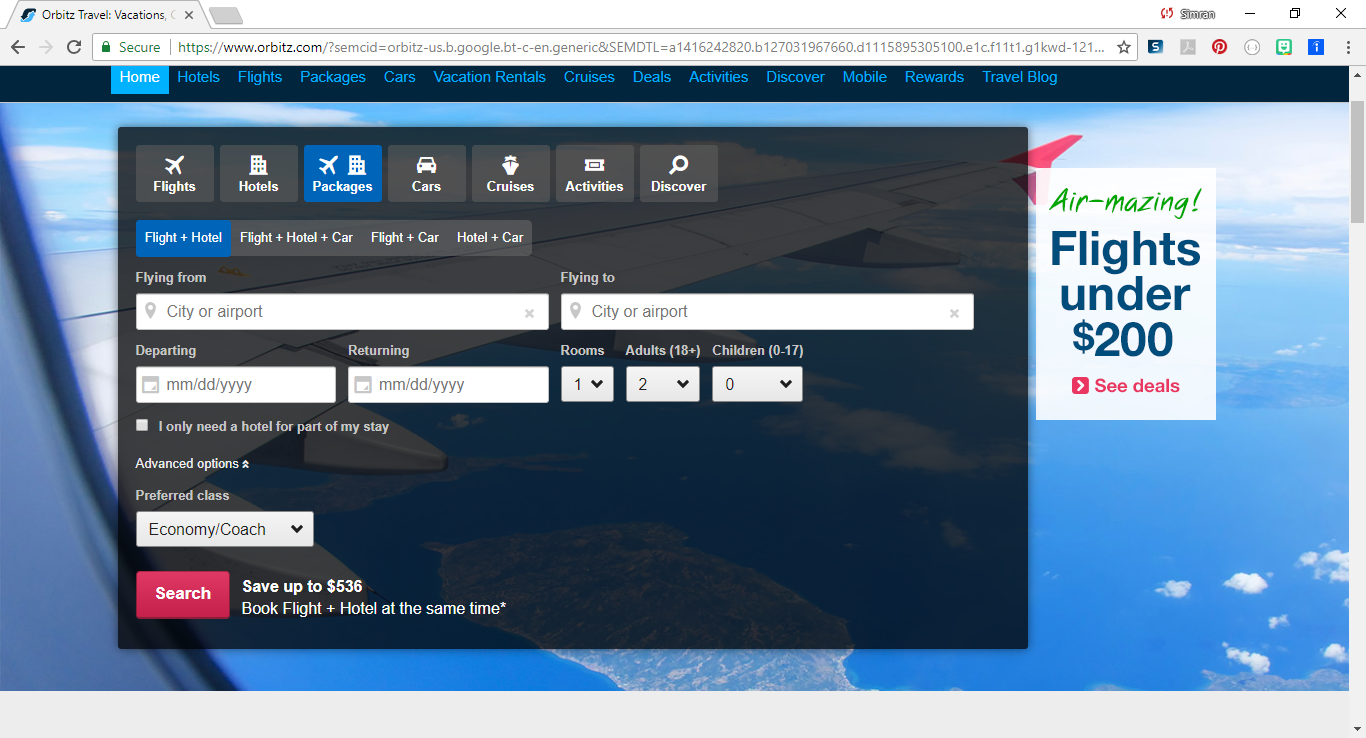 Orbitz Travel: Vacations,
Simran
Secure
https://www.orbitz.com/?semcid=orbitz-us.b.google.bt-c-en.generic&SEMDTL=a1416242820.b127031967660.d1115895305100.e1c.f11t1.g1kwd-121...
Home Hotels Flights Packages Cars Vacation Rentals Cruises Deals Activities Discover Mobile Rewards Travel Blog
Flights Hotels Packages Cars Cruises Activities Discover
Flight + Hotel Flight + Hotel + Car Flight + Car Hotel + Car
Flying from Flying to
City or airport × City or airport ×
Departing Returning Rooms Adults (18+) Children (0-17)
mm/dd/yyyy mm/dd/yyyy 1 2 0
I only need a hotel for part of my stay
Advanced options
Preferred class
Economy/Coach
Search
Save up to $536
Book Flight + Hotel at the same time*
Air-mazing!
Flights
under
$200
See deals